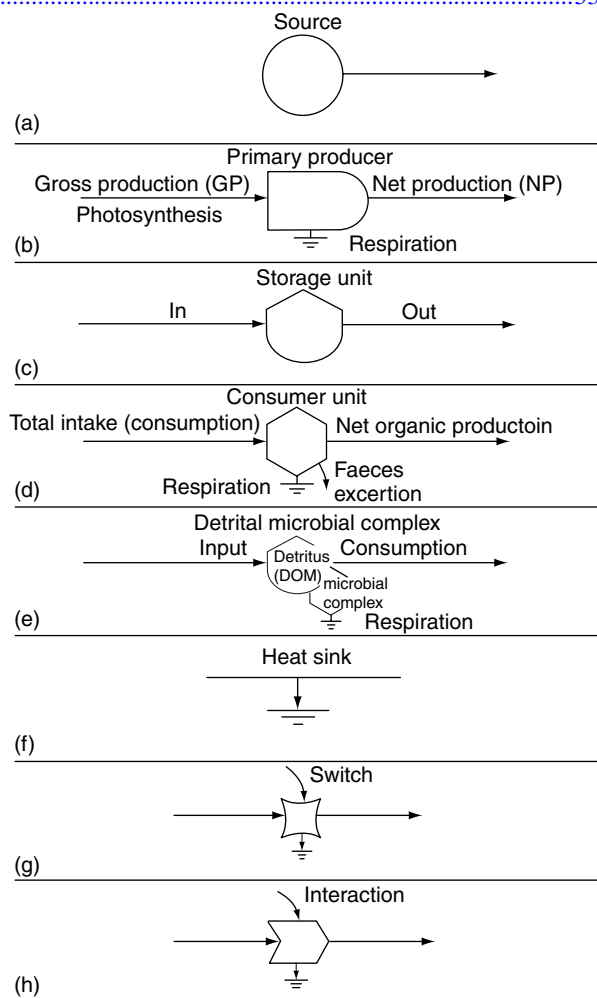 Source
(a)
Primary producer
Gross production (GP)
Net production (NP)
Photosynthesis
Respiration
(b)
Storage unit
In
Out
(c)
Consumer unit
Total intake (consumption)
Net organic productoin
Faeces
Respiration
excertion
(d)
Detrital microbial complex
Input
Consumption
Detritus
(DOM)
microbial
complex
Respiration
(e)
Heat sink
(f)
Switch
(g)
Interaction
(h)